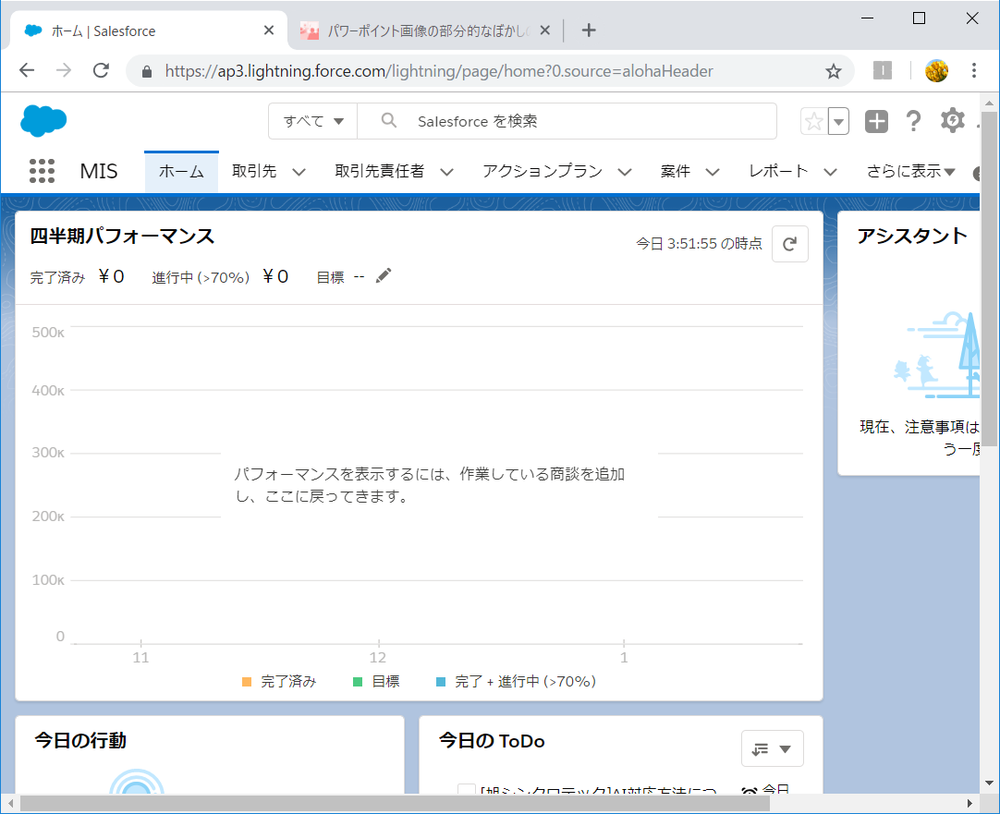 ホーム | Salesforce
パワーポイント画像の部分的なぼかし
https://ap3.lightning.force.com/lightning/page/home?0.source=alohaHeader
すべて Salesforce を検索
MIS ホーム 取引先 取引先責任者 アクションプラン 案件 レポート さらに表示
四半期パフォーマンス
今日 3:51:55 の時点
完了済み ¥0 進行中 (>70%) ¥0 目標 --
500K
400K
300K
パフォーマンスを表示するには、作業している商談を追加
し、ここに戻ってきます。
200K
100K
0
11 12 1
完了済み 目標 完了 + 進行中 (>70%)
アシスタント
現在、注意事項は
う一度
今日の行動
今日の ToDo
[旭シンクロテック]AI対応方法につ 今日